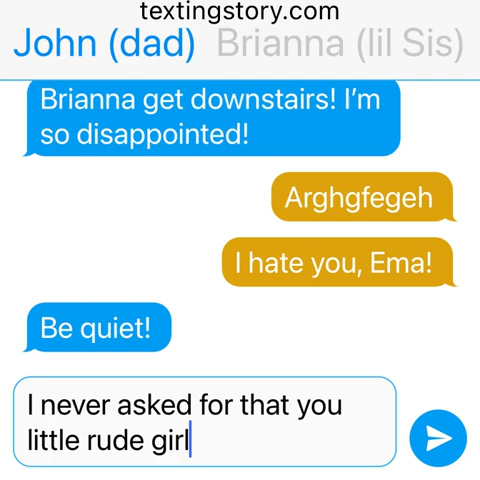 textingstory.com
John (dad) Brianna (lil Sis)
Brianna get downstairs! I’m
so disappointed!
Arghgfegeh
I hate you, Ema!
Be quiet!
I never asked for that you
little rude girl